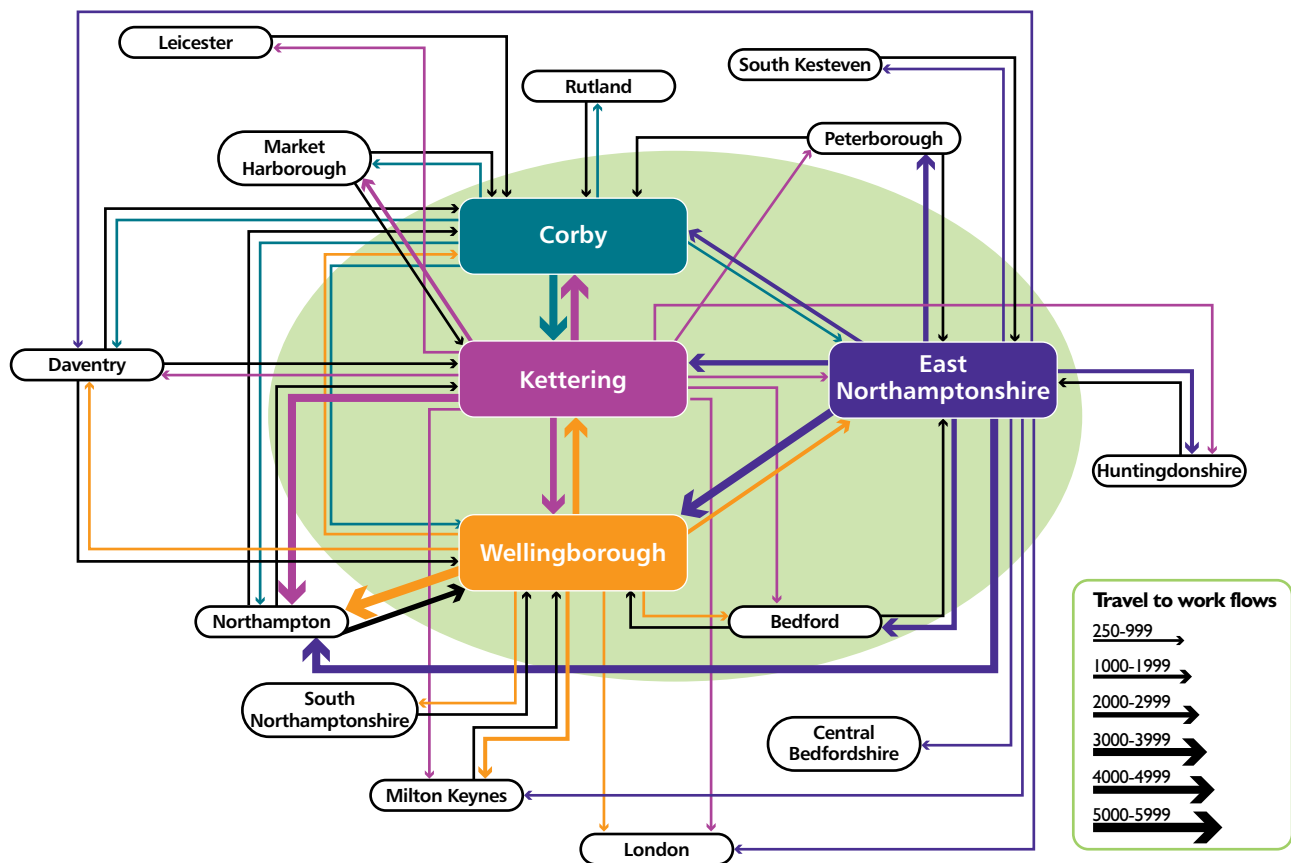 Leicester
South Kesteven
Rutland
Peterborough
Market
Harborough
Corby
Daventry
Kettering
East
Northamptonshire
Huntingdonshire
Wellingborough
Northampton
Bedford
South
Northamptonshire
Central
Bedfordshire
Milton Keynes
London
Travel to work flows
250-999
1000-1999
2000-2999
3000-3999
4000-4999
5000-5999